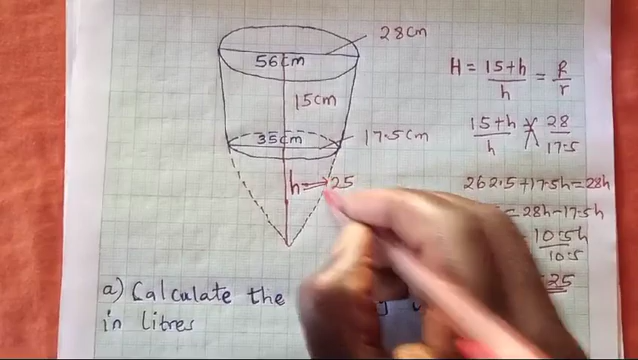 28cm
56cm
15cm
35cm
17.5cm
h → 25
H = 15+h/h = R/r
15+h/h 28/17.5
262.5+17.5h=28h
= 28h-17.5h
10.5h
10.5
25
a) Calculate the
in litres